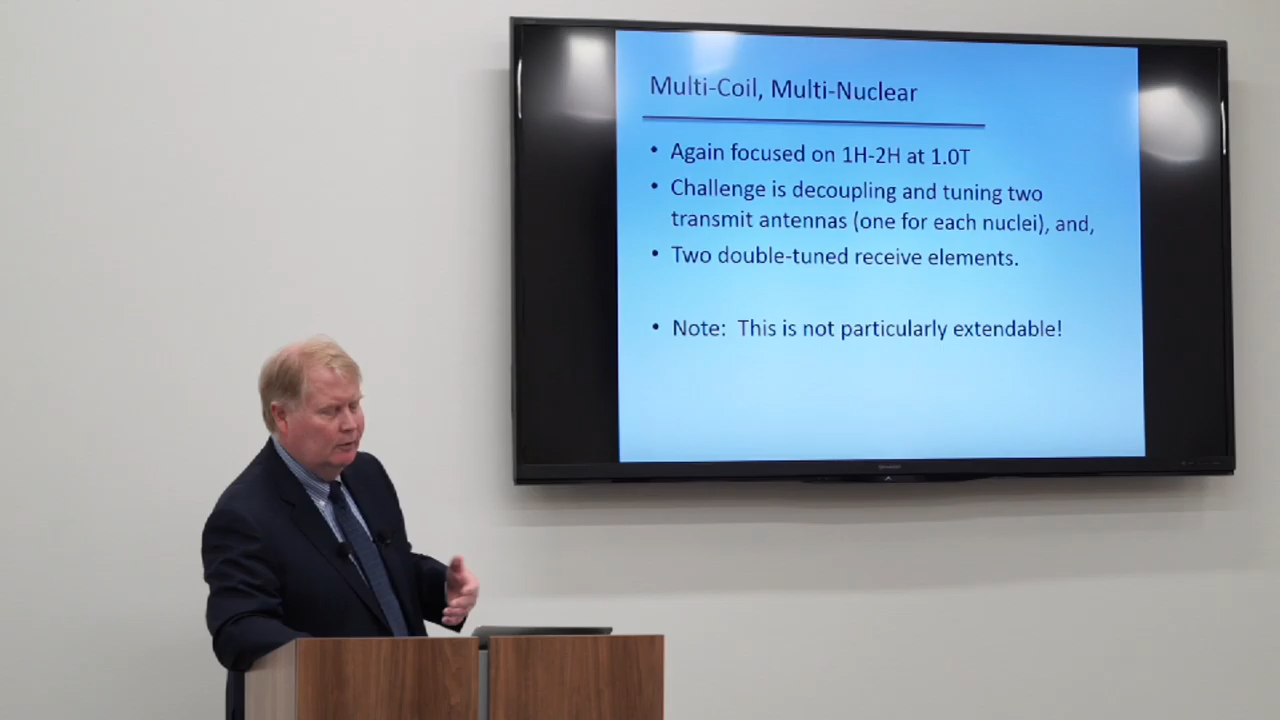 Multi-Coil, Multi-Nuclear
• Again focused on 1H-2H at 1.0T
• Challenge is decoupling and tuning two
transmit antennas (one for each nuclei), and,
• Two double-tuned receive elements.
• Note: This is not particularly extendable!